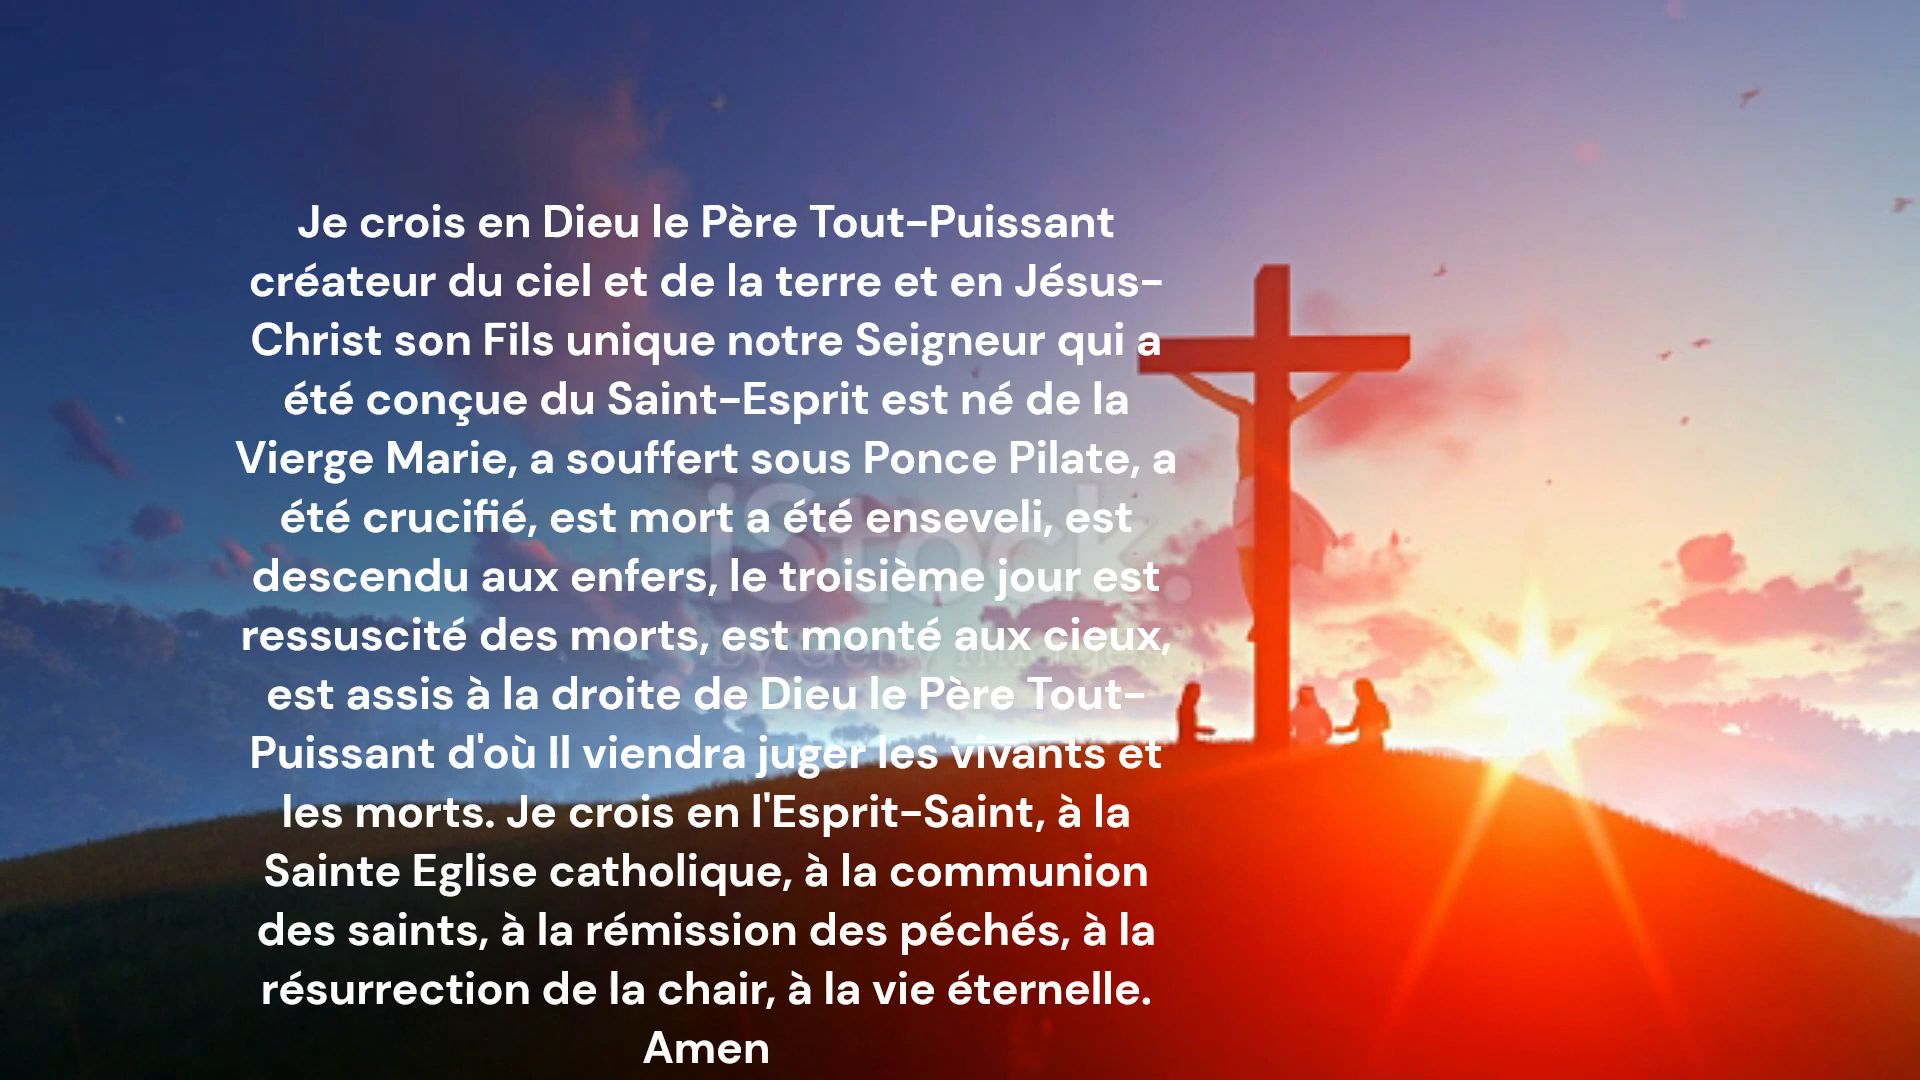 Je crois en Dieu le Père Tout-Puissant
créateur du ciel et de la terre et en Jésus-
Christ son Fils unique notre Seigneur qui a
été conçue du Saint-Esprit est né de la
Vierge Marie, a souffert sous Ponce Pilate, a
été crucifié, est mort a été enseveli, est
descendu aux enfers, le troisième jour est
ressuscité des morts, est monté aux cieux,
est assis à la droite de Dieu le Père Tout-
Puissant d'où Il viendra juger les vivants et
les morts. Je crois en l'Esprit-Saint, à la
Sainte Eglise catholique, à la communion
des saints, à la rémission des péchés, à la
résurrection de la chair, à la vie éternelle.
Amen
iStock.
by Getty Images